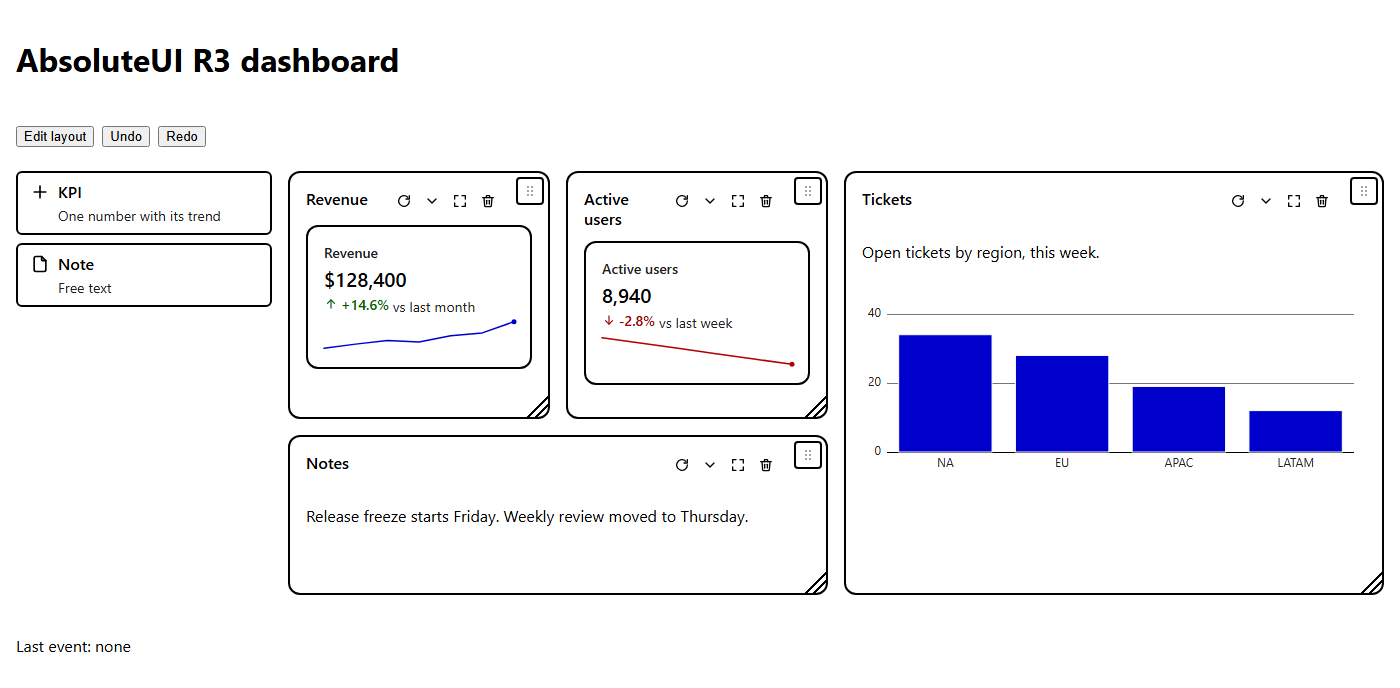 AbsoluteUI R3 dashboard
Edit layout Undo Redo
KPI
One number with its trend
Note
Free text
Revenue
Revenue
$128,400
+14.6% vs last month
Active
users
Active users
8,940
-2.8% vs last week
Tickets
Open tickets by region, this week.
40
20
0
NA EU APAC LATAM
Notes
Release freeze starts Friday. Weekly review moved to Thursday.
Last event: none